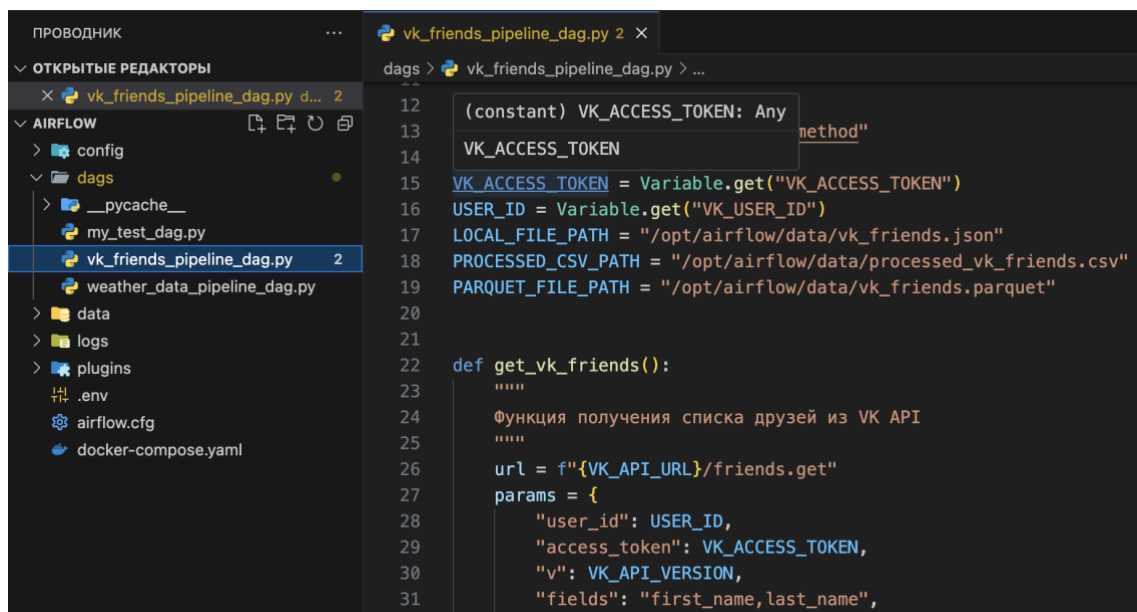 ПРОВОДНИК ...
ОТКРЫТЫЕ РЕДАКТОРЫ
vk_friends_pipeline_dag.py d... 2
AIRFLOW
config
dags
__pycache__
my_test_dag.py
vk_friends_pipeline_dag.py 2
weather_data_pipeline_dag.py
data
logs
plugins
.env
airflow.cfg
docker-compose.yaml
vk_friends_pipeline_dag.py 2
dags > vk_friends_pipeline_dag.py > ...
12
(constant) VK_ACCESS_TOKEN: Any
13 method"
14
VK_ACCESS_TOKEN
15 VK_ACCESS_TOKEN = Variable.get("VK_ACCESS_TOKEN")
16 USER_ID = Variable.get("VK_USER_ID")
17 LOCAL_FILE_PATH = "/opt/airflow/data/vk_friends.json"
18 PROCESSED_CSV_PATH = "/opt/airflow/data/processed_vk_friends.csv"
19 PARQUET_FILE_PATH = "/opt/airflow/data/vk_friends.parquet"
20
21
22 def get_vk_friends():
23 """
24 Функция получения списка друзей из VK API
25 """
26 url = f"{VK_API_URL}/friends.get"
27 params = {
28 "user_id": USER_ID,
29 "access_token": VK_ACCESS_TOKEN,
30 "v": VK_API_VERSION,
31 "fields": "first_name,last_name",